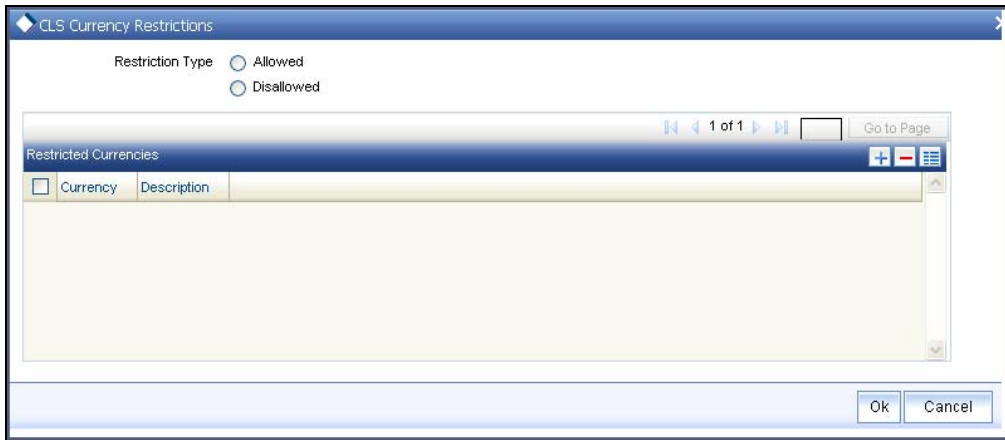 CLS Currency Restrictions
Restriction Type Allowed
Disallowed
1 of 1 Go to Page
Restricted Currencies
Currency Description
Ok Cancel